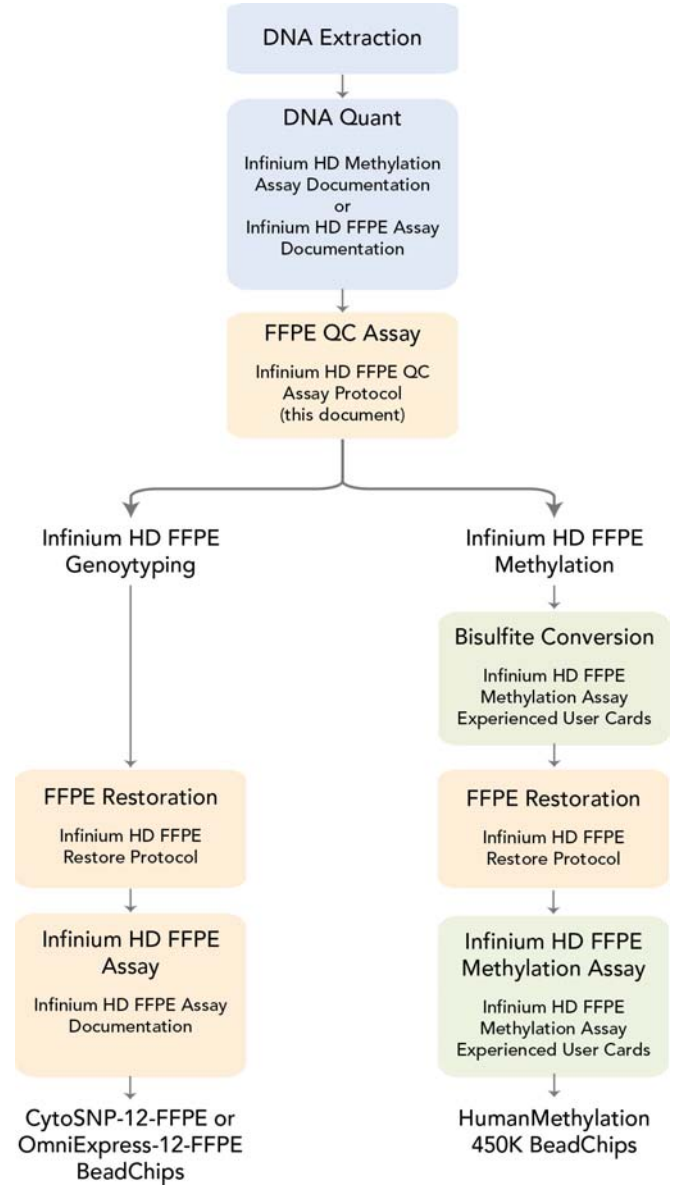 DNA Extraction
DNA Quant
Infinium HD Methylation
Assay Documentation
or
Infinium HD FFPE Assay
Documentation
FFPE QC Assay
Infinium HD FFPE QC
Assay Protocol
(this document)
Infinium HD FFPE
Genoytyping
Infinium HD FFPE
Methylation
Bisulfite Conversion
Infinium HD FFPE
Methylation Assay
Experienced User Cards
FFPE Restoration
Infinium HD FFPE
Restore Protocol
FFPE Restoration
Infinium HD FFPE
Restore Protocol
Infinium HD FFPE
Assay
Infinium HD FFPE Assay
Documentation
Infinium HD FFPE
Methylation Assay
Infinium HD FFPE
Methylation Assay
Experienced User Cards
CytoSNP-12-FFPE or
OmniExpress-12-FFPE
BeadChips
HumanMethylation
450K BeadChips